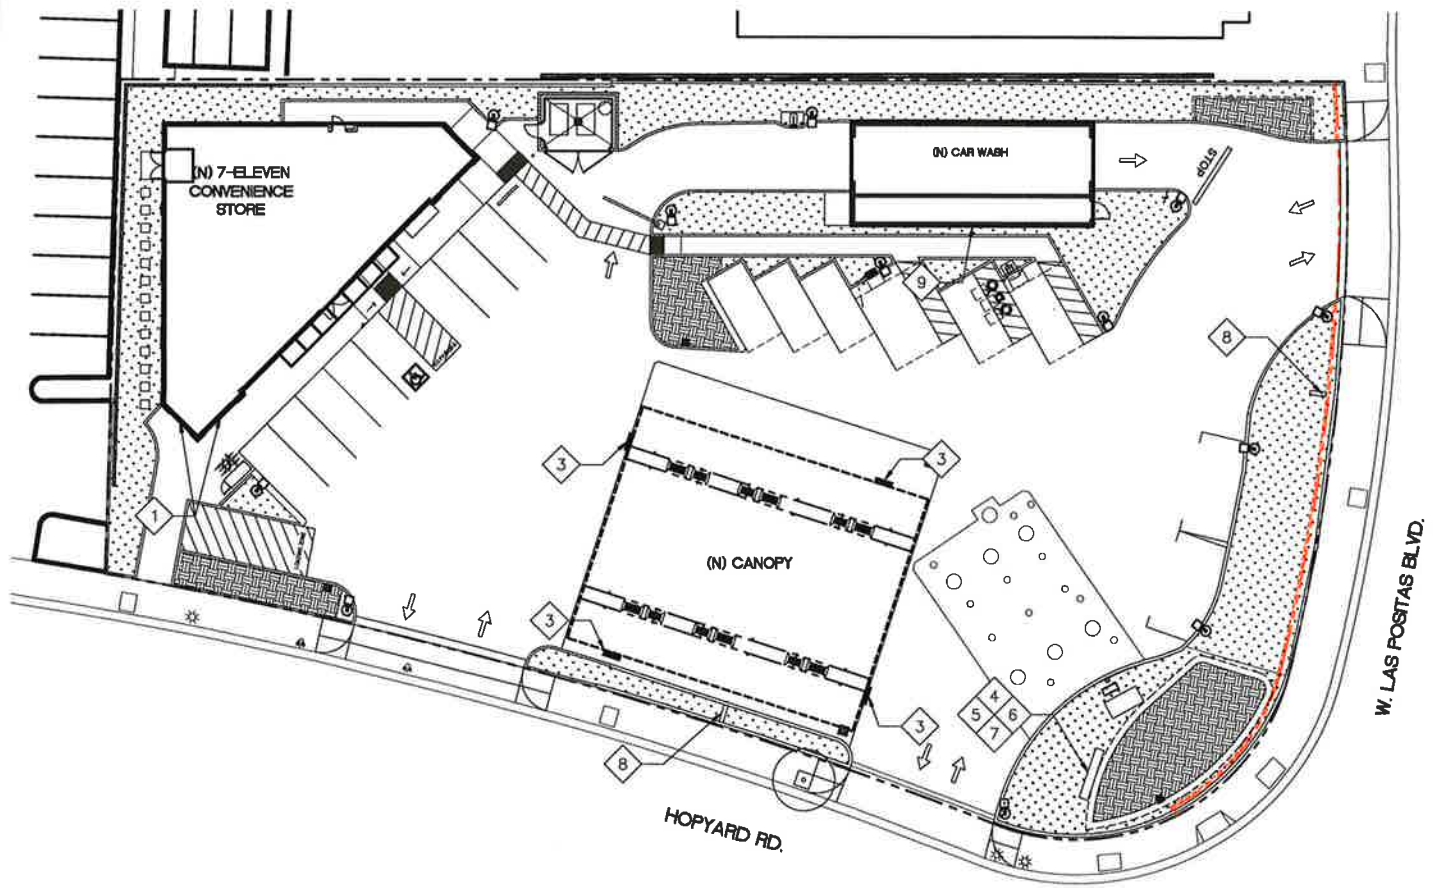 (N) 7-ELEVEN
CONVENIENCE
STORE
(N) CAR WASH
STOP
9
8
3
3
1
(N) CANOPY
3
4
5 6
7
3
8
W. LAS POSITAS BLVD.
HOPYARD RD.